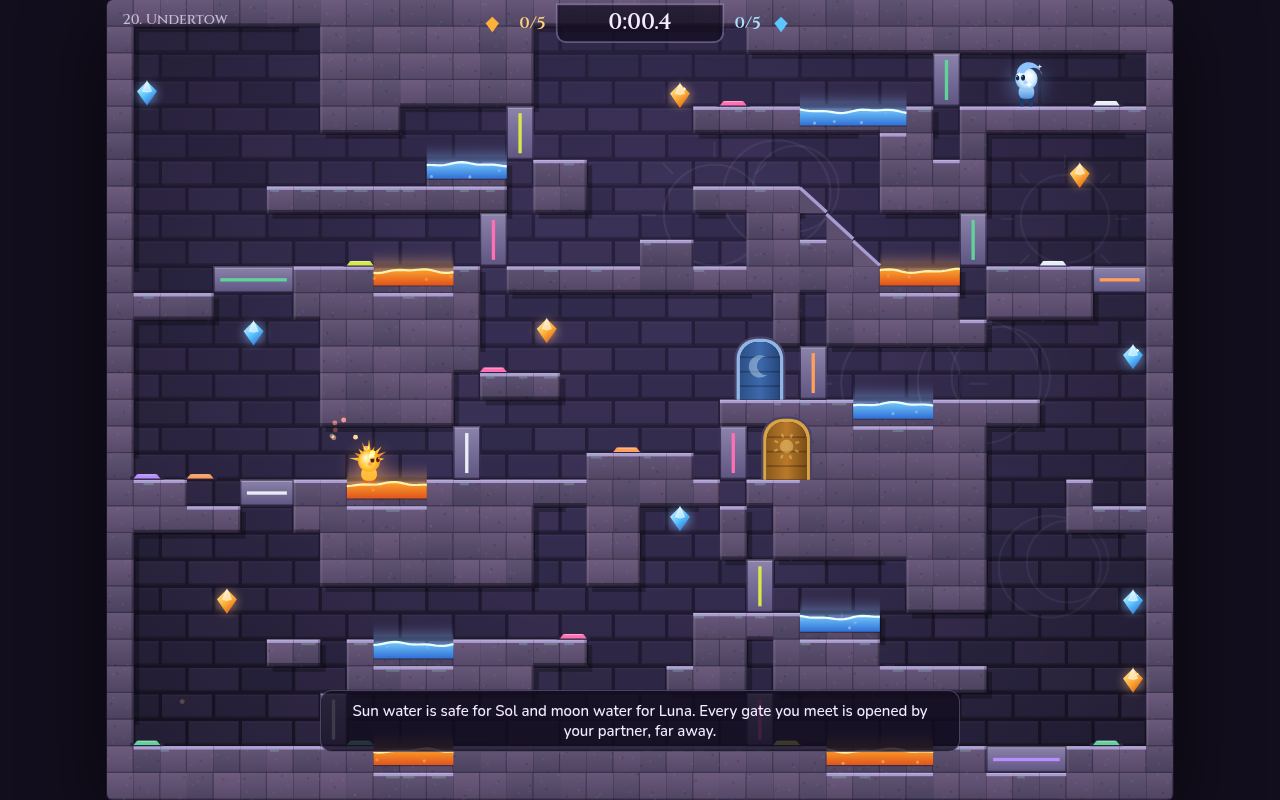 20. Undertow
0/5
0:00.4
0/5
Sun water is safe for Sol and moon water for Luna. Every gate you meet is opened by
your partner, far away.